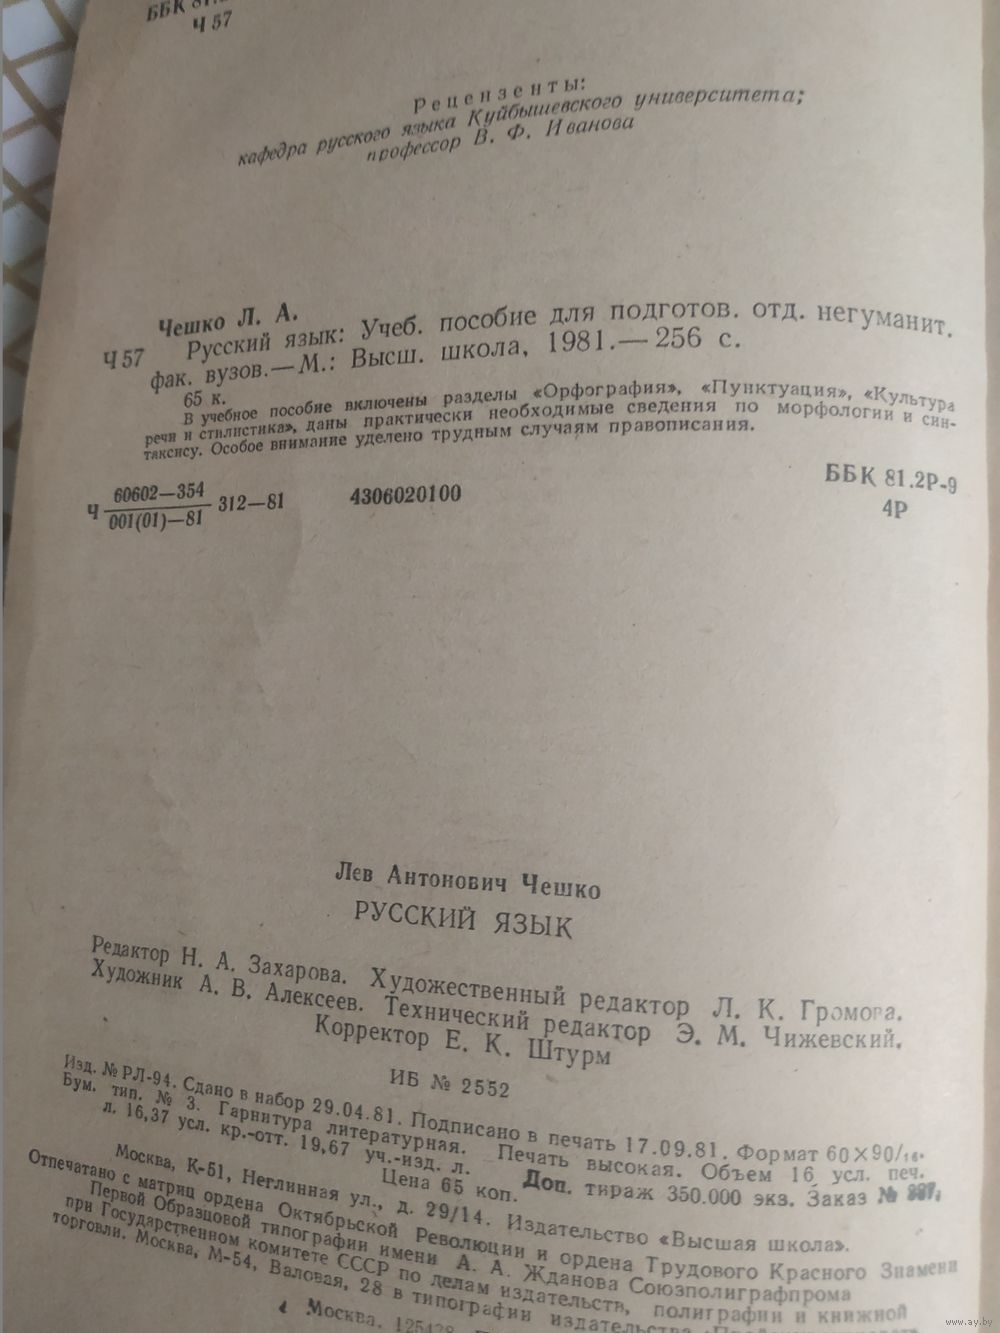 ББК 81.2
Ч 57
Рецензенты:
кафедра русского языка Куйбышевского университета;
профессор В. Ф. Иванова
Чешко Л. А.
Ч 57 Русский язык: Учеб. пособие для подготов. отд. негуманит.
фак. вузов.—М.: Высш. школа, 1981.— 256 с.
65 к.
В учебное пособие включены разделы «Орфография», «Пунктуация», «Культура
речи и стилистика», даны практически необходимые сведения по морфологии и син-
таксису. Особое внимание уделено трудным случаям правописания.
Ч 60602—354
001(01)—81 312—81 4306020100
ББК 81.2Р-9
4Р
Лев Антонович Чешко
РУССКИЙ ЯЗЫК
Редактор Н. А. Захарова. Художественный редактор Л. К. Громова.
Художник А. В. Алексеев. Технический редактор Э. М. Чижевский.
Корректор Е. К. Штурм
ИБ № 2552
Изд. № РЛ-94. Сдано в набор 29.04.81. Подписано в печать 17.09.81. Формат 60×90/16.
Бум. тип. № 3. Гарнитура литературная. Печать высокая. Объем 16 усл. печ.
л. 16,37 усл. кр.-отт. 19,67 уч.-изд. л. Доп. тираж 350.000 экз. Заказ №
Цена 65 коп.
Москва, К-51, Неглинная ул., д. 29/14. Издательство «Высшая школа».
Отпечатано с матриц ордена Октябрьской Революции и ордена Трудового Красного Знамени
Первой Образцовой типографии имени А. А. Жданова Союзполиграфпрома
при Государственном комитете СССР по делам издательств, полиграфии и книжной
торговли. Москва, М-54, Валовая, 28 в типографии издательства
Москва, 125438
www.ay.by